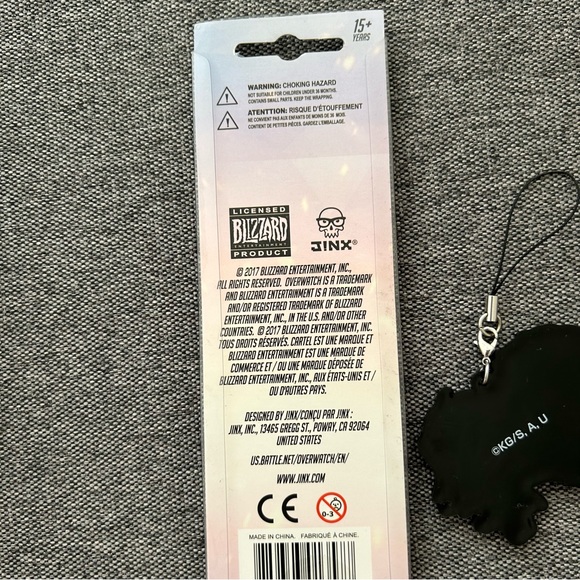 15+
YEARS
WARNING: CHOKING HAZARD
NOT SUITABLE FOR CHILDREN UNDER 36 MONTHS.
CONTAINS SMALL PARTS. KEEP THE WRAPPING.
ATENTTION: RISQUE D'ÉTOUFFEMENT
NE CONVIENT PAS AUX ENFANTS DE MOINS DE 36 MOIS.
CONTIENT DE PETITES PIÈCES. GARDEZ L'EMBALLAGE.
LICENSED
BLIZZARD
ENTERTAINMENT
PRODUCT
JINX®
© 2017 BLIZZARD ENTERTAINMENT, INC.,
ALL RIGHTS RESERVED. OVERWATCH IS A TRADEMARK
AND BLIZZARD ENTERTAINMENT IS A TRADEMARK
AND/OR REGISTERED TRADEMARK OF BLIZZARD
ENTERTAINMENT, INC., IN THE U.S. AND/OR OTHER
COUNTRIES. © 2017 BLIZZARD ENTERTAINMENT, INC.,
TOUS DROITS RÉSERVÉS. CARTEL EST UNE MARQUE ET
BLIZZARD ENTERTAINMENT EST UNE MARQUE DE
COMMERCE ET / OU UNE MARQUE DÉPOSÉE DE
BLIZZARD ENTERTAINMENT, INC., AUX ÉTATS-UNIS ET /
OU D'AUTRES PAYS.
DESIGNED BY J!NX/CONÇU PAR J!NX :
J!NX, INC., 13465 GREGG ST., POWAY, CA 92064
UNITED STATES
US.BATTLE.NET/OVERWATCH/EN/
WWW.JINX.COM
CE
0-3
MADE IN CHINA. FABRIQUÉ À CHINE.
©KG/S, A, U